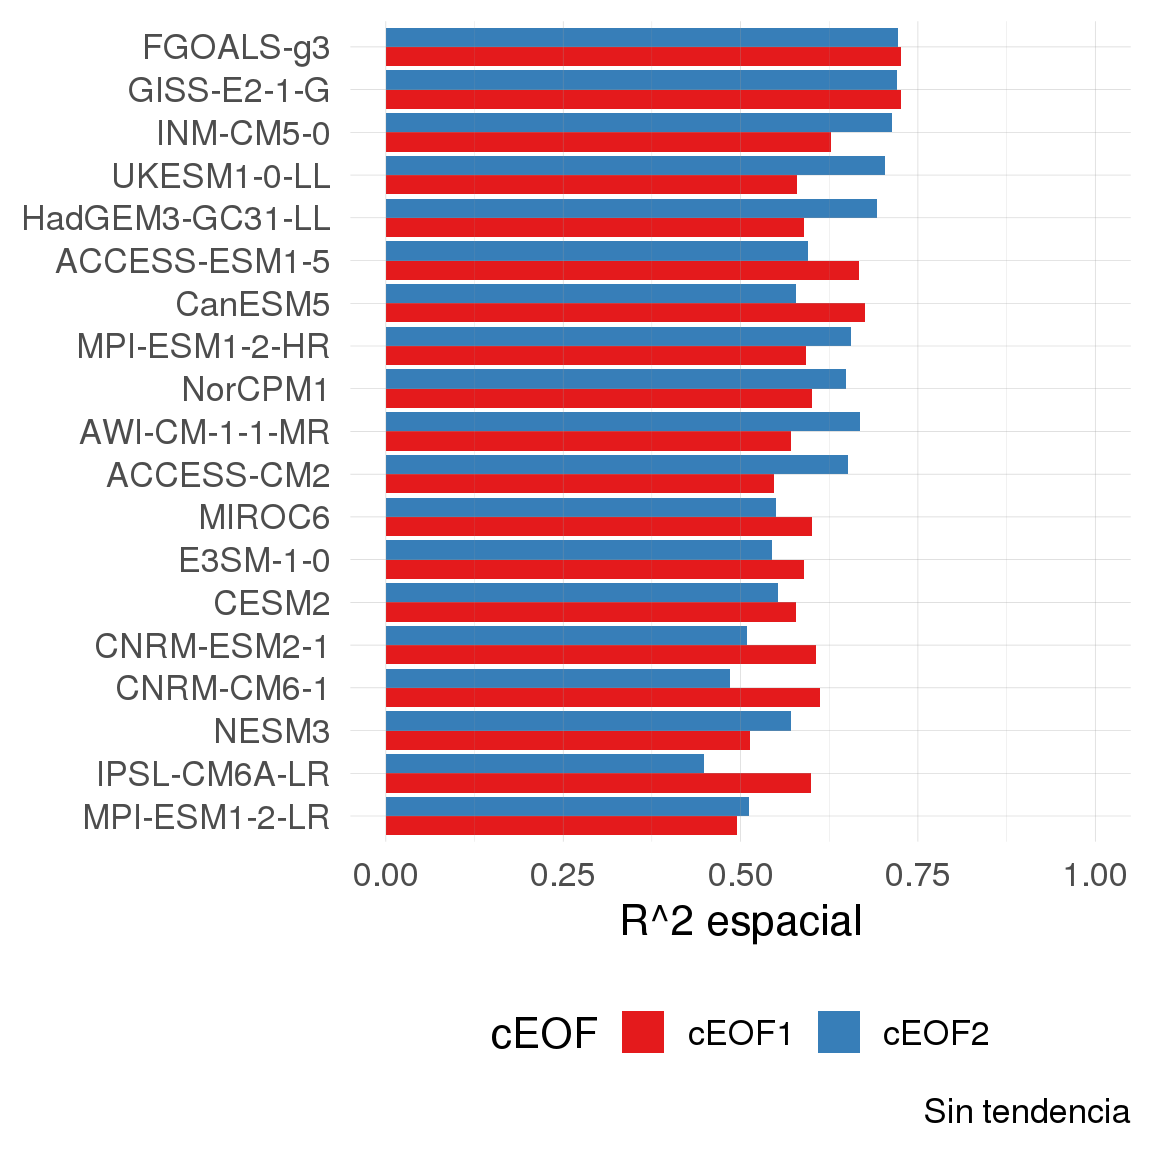 FGOALS-g3
GISS-E2-1-G
INM-CM5-0
UKESM1-0-LL
HadGEM3-GC31-LL
ACCESS-ESM1-5
CanESM5
MPI-ESM1-2-HR
NorCPM1
AWI-CM-1-1-MR
ACCESS-CM2
MIROC6
E3SM-1-0
CESM2
CNRM-ESM2-1
CNRM-CM6-1
NESM3
IPSL-CM6A-LR
MPI-ESM1-2-LR
0.00 0.25 0.50 0.75 1.00
R^2 espacial
cEOF cEOF1 cEOF2
Sin tendencia